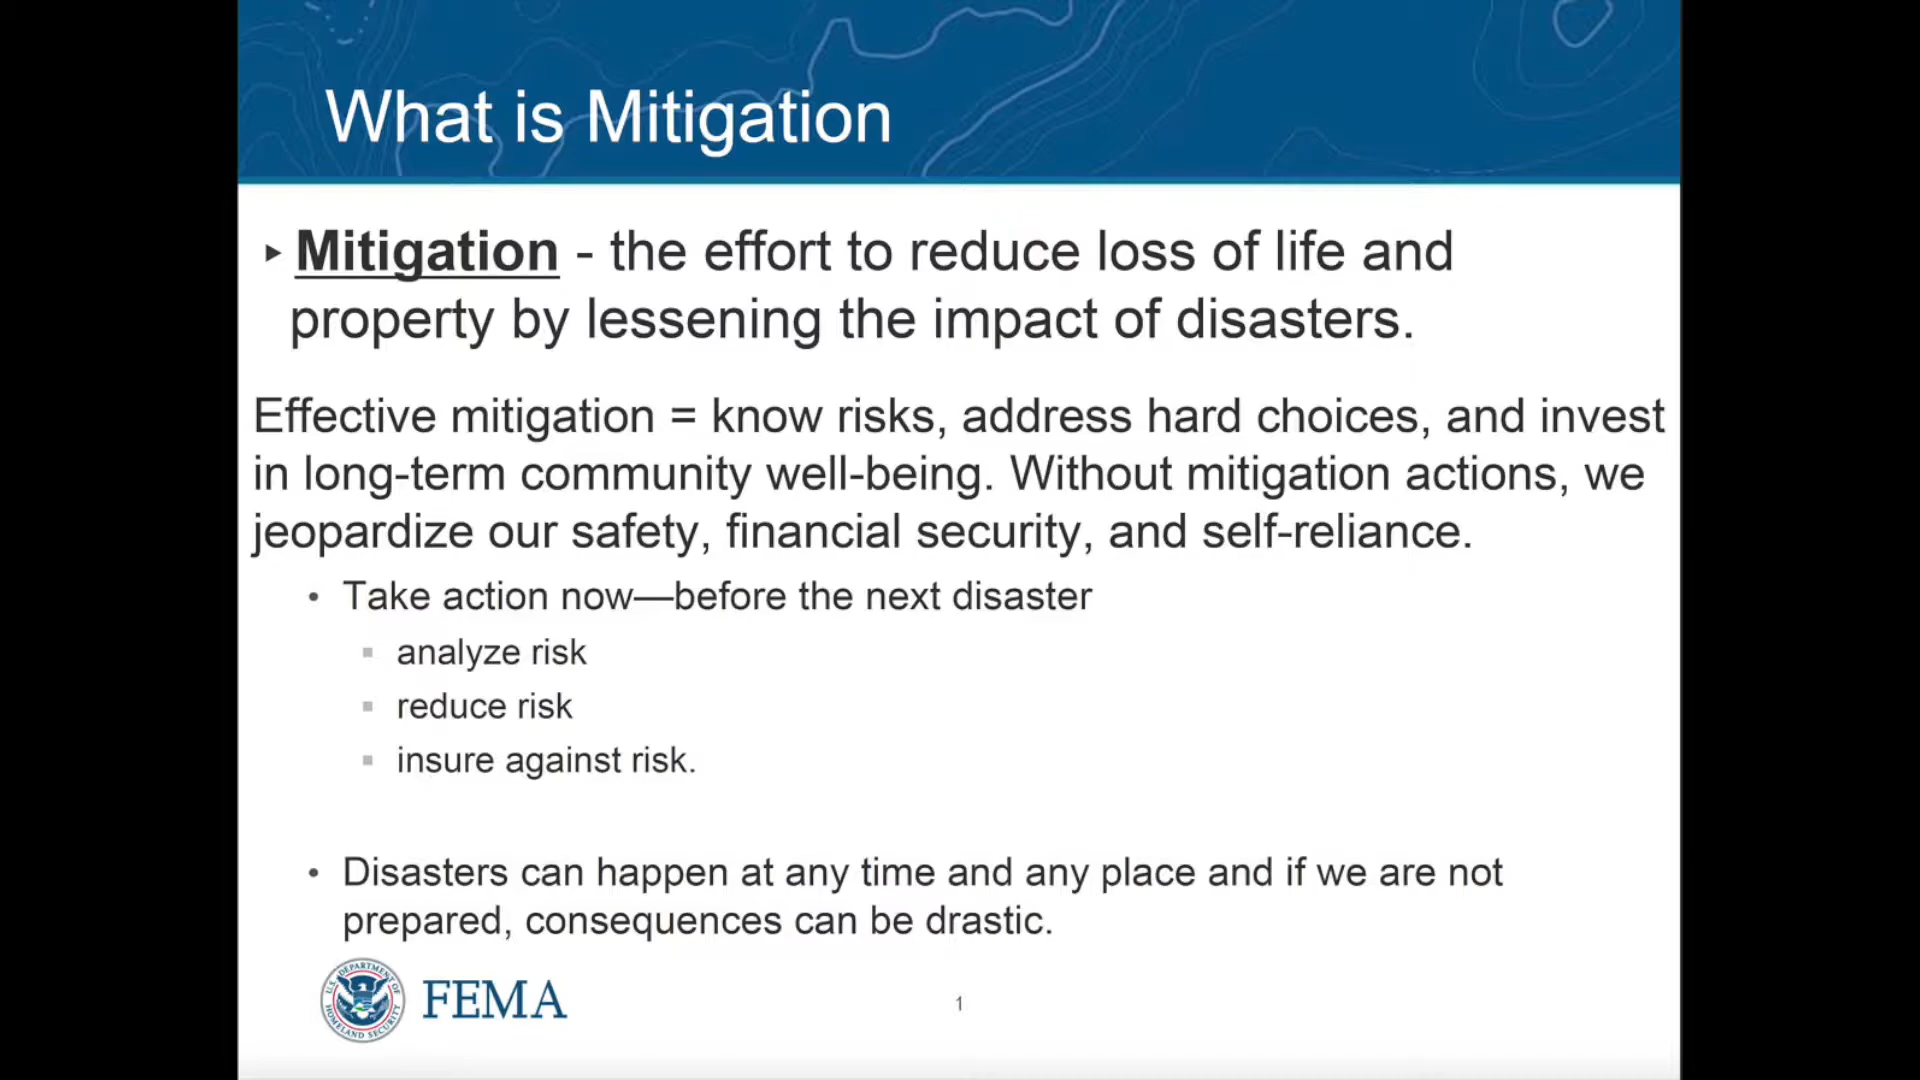 What is Mitigation
▸ Mitigation - the effort to reduce loss of life and
property by lessening the impact of disasters.
Effective mitigation = know risks, address hard choices, and invest
in long-term community well-being. Without mitigation actions, we
jeopardize our safety, financial security, and self-reliance.
• Take action now—before the next disaster
▪ analyze risk
▪ reduce risk
▪ insure against risk.
• Disasters can happen at any time and any place and if we are not
prepared, consequences can be drastic.
U.S. DEPARTMENT OF HOMELAND SECURITY
FEMA
1